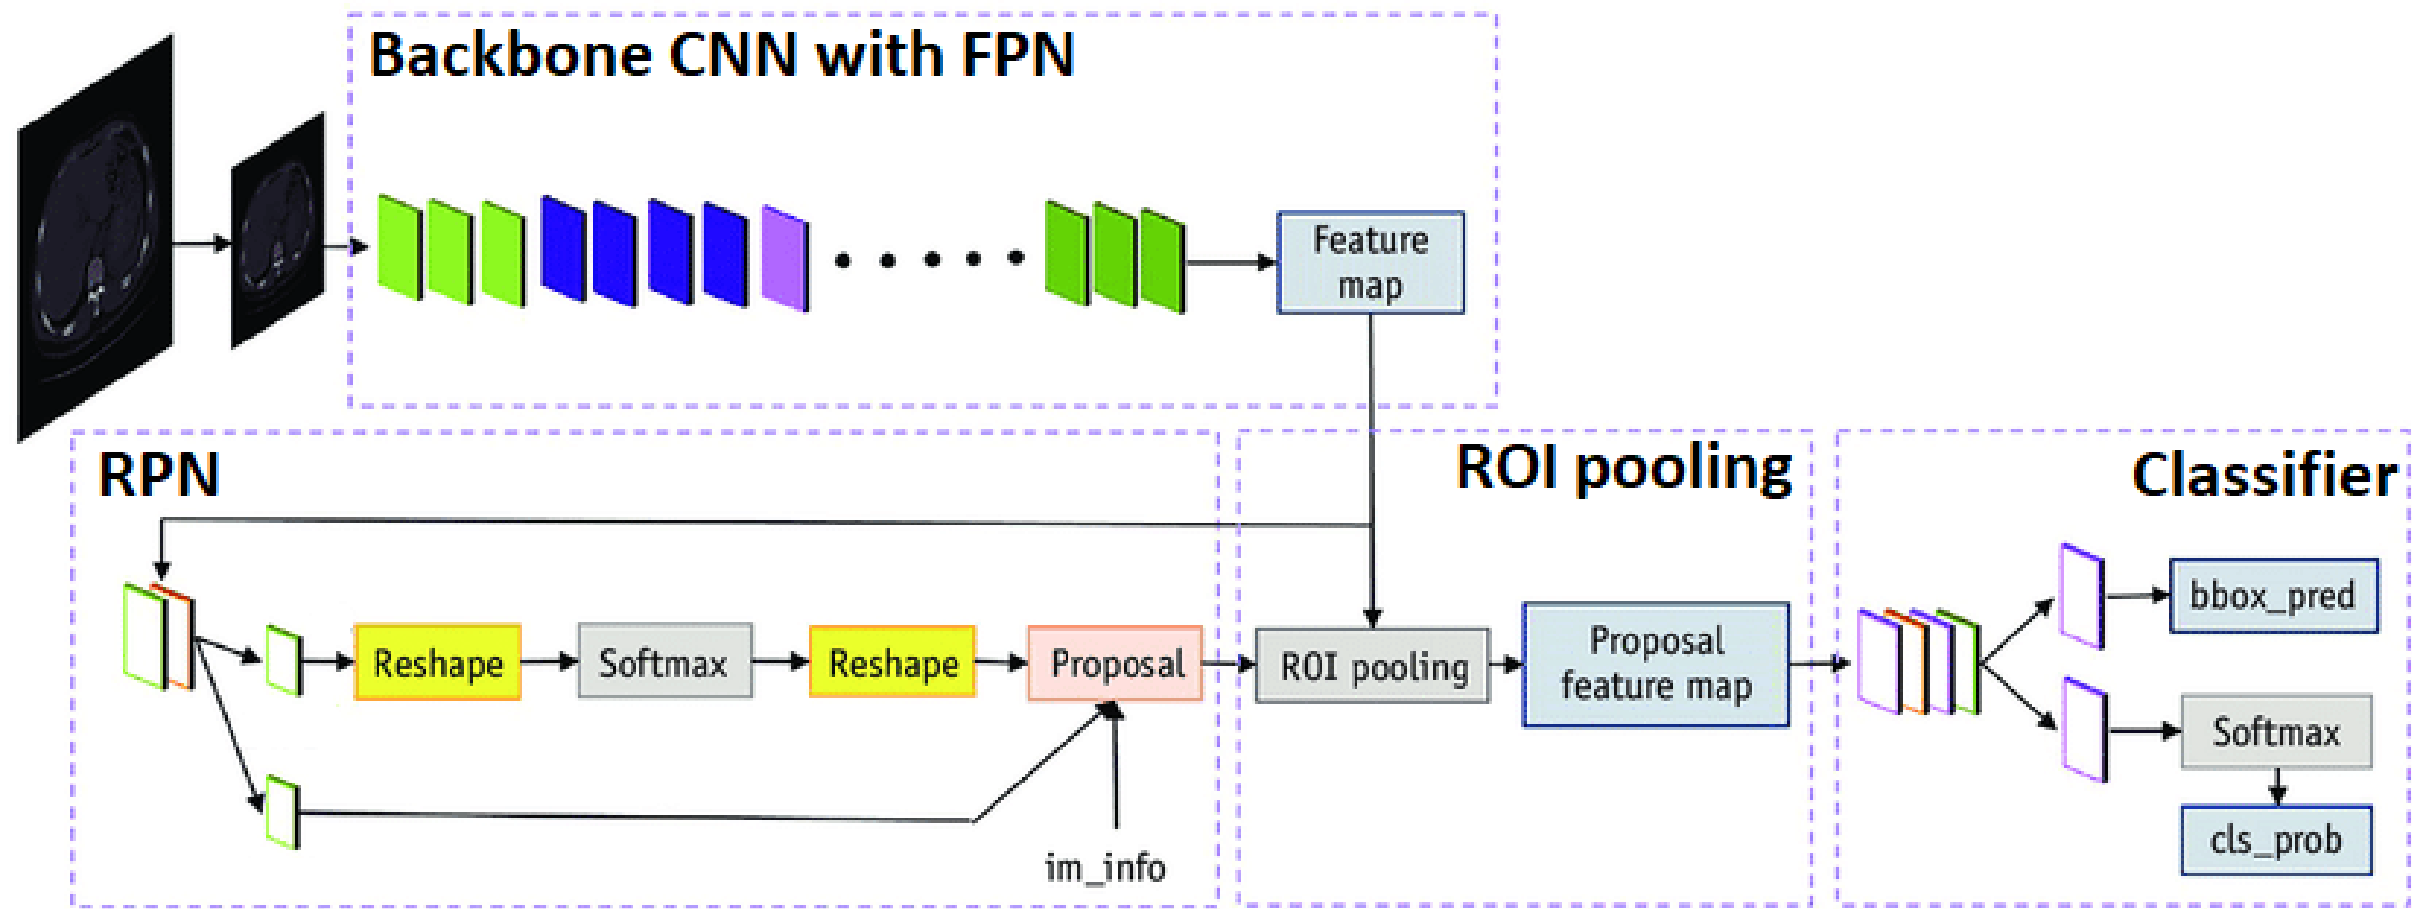 Backbone CNN with FPN
Feature
map
RPN
Reshape
Softmax
Reshape
Proposal
im_info
ROI pooling
ROI pooling
Proposal
feature map
Classifier
bbox_pred
Softmax
cls_prob